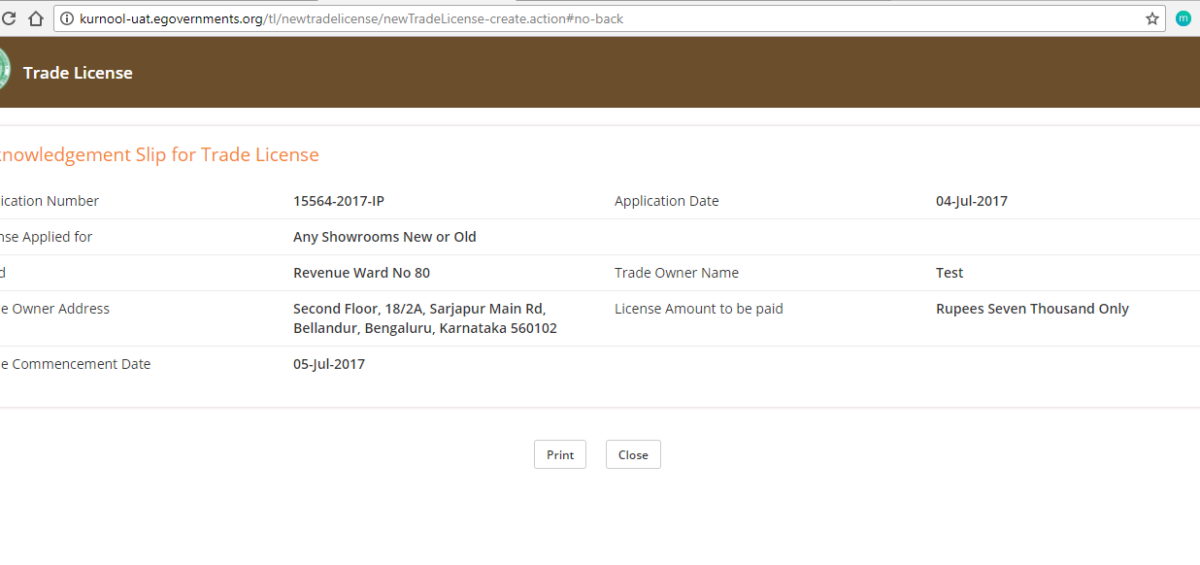 kurnool-uat.egovernments.org/tl/newtradelicense/newTradeLicense-create.action#no-back
m
Trade License
knowledgement Slip for Trade License
ication Number 15564-2017-IP Application Date 04-Jul-2017
nse Applied for Any Showrooms New or Old
d Revenue Ward No 80 Trade Owner Name Test
e Owner Address Second Floor, 18/2A, Sarjapur Main Rd, License Amount to be paid Rupees Seven Thousand Only
Bellandur, Bengaluru, Karnataka 560102
e Commencement Date 05-Jul-2017
Print Close